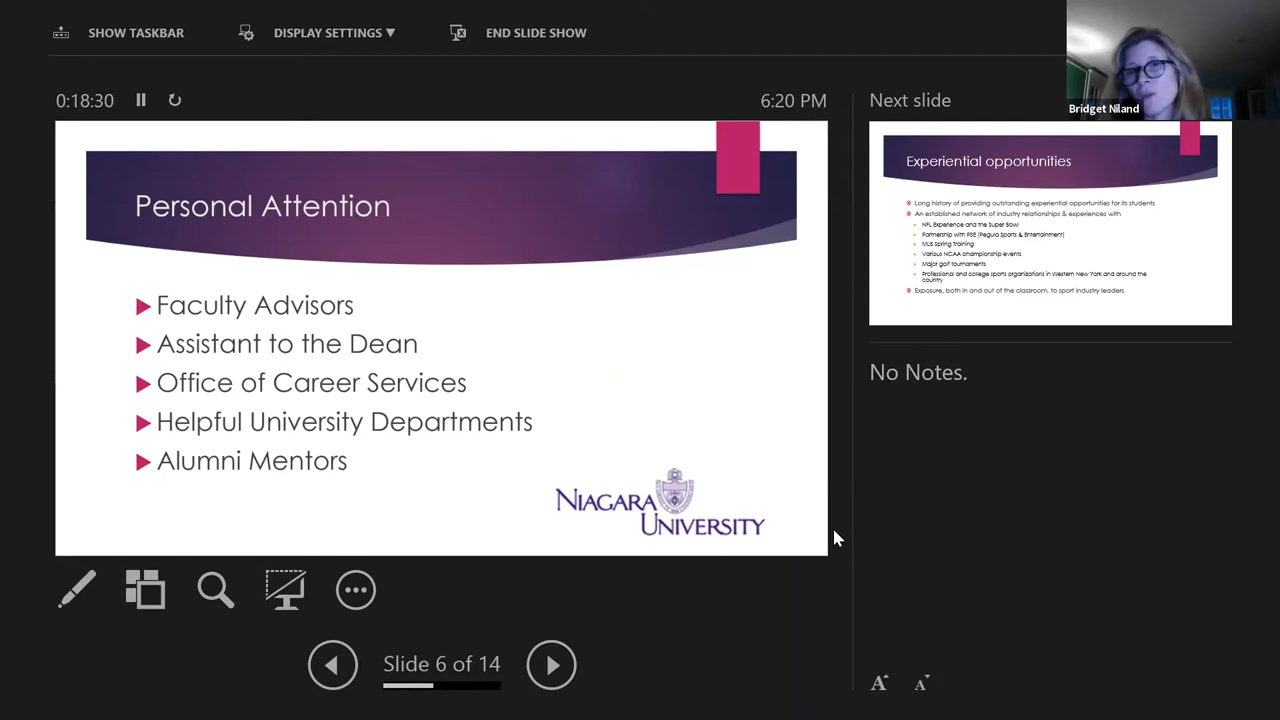 SHOW TASKBAR
DISPLAY SETTINGS ▼
END SLIDE SHOW
0:18:30
6:20 PM
Personal Attention
Faculty Advisors
Assistant to the Dean
Office of Career Services
Helpful University Departments
Alumni Mentors
NIAGARA
UNIVERSITY
Slide 6 of 14
Bridget Niland
Next slide
Experiential opportunities
Long history of providing outstanding experiential opportunities for its students
An established network of industry relationships & experiences with
NFL Experience and the Super Bowl
Partnership with PSE (Pegula Sports & Entertainment)
MLB Spring Training
Various NCAA championship events
Major golf tournaments
Professional and college sports organizations in Western New York and around the
country
Exposure, both in and out of the classroom, to sport industry leaders
No Notes.
A A